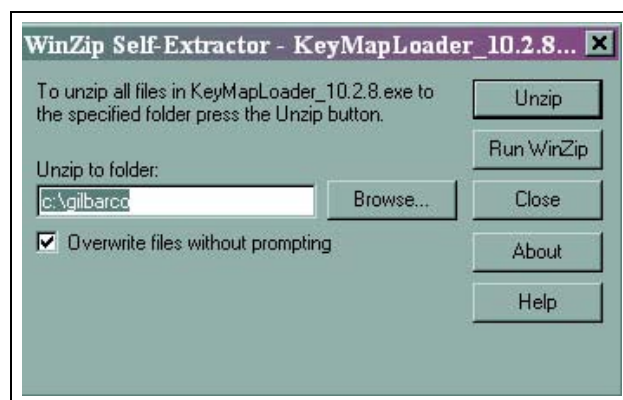 WinZip Self-Extractor - KeyMapLoader_10.2.8...
To unzip all files in KeyMapLoader_10.2.8.exe to
the specified folder press the Unzip button.
Unzip to folder:
c:\gilbarco
Browse...
Overwrite files without prompting
Unzip
Run WinZip
Close
About
Help